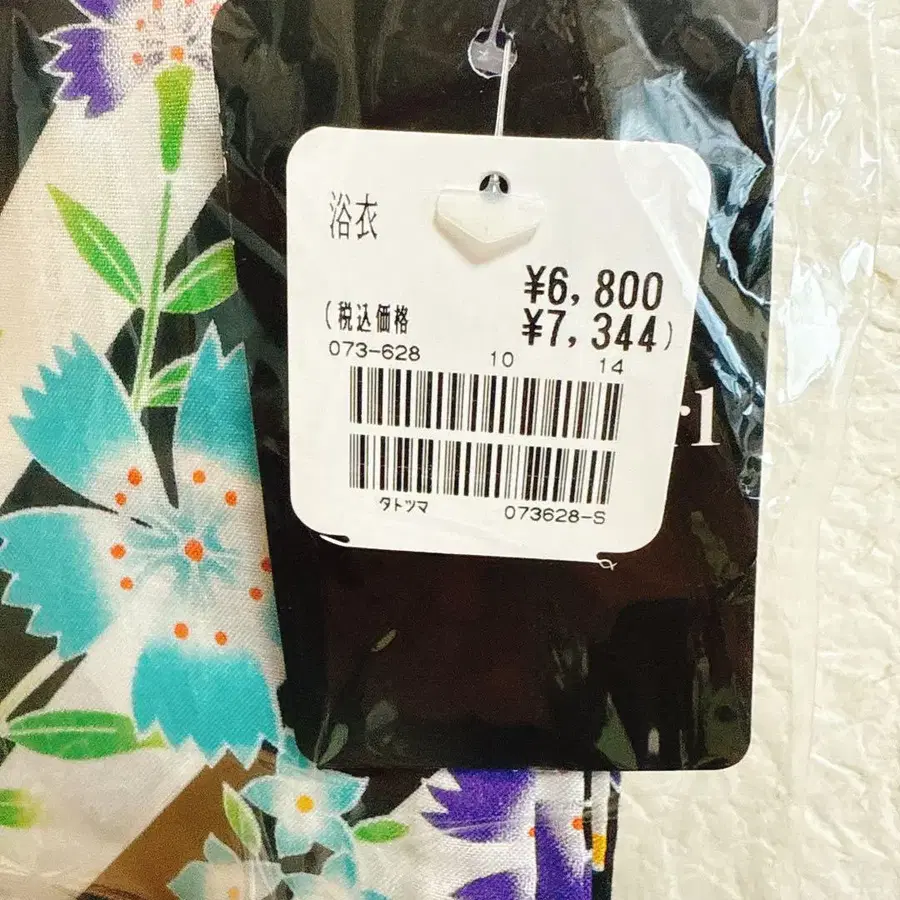 浴衣
¥6,800
(税込価格 ¥7,344)
073-628 10 14
タトツマ 073628-S